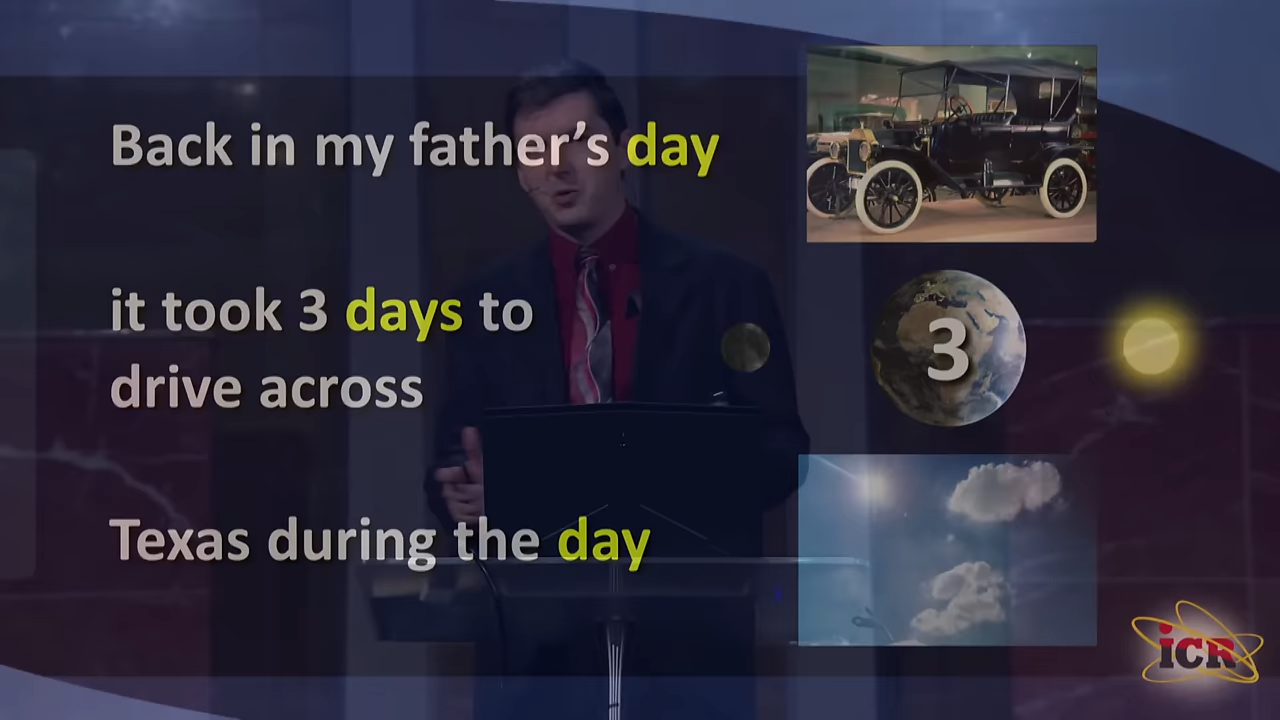 Back in my father's day
it took 3 days to
drive across
3
Texas during the day
iCR